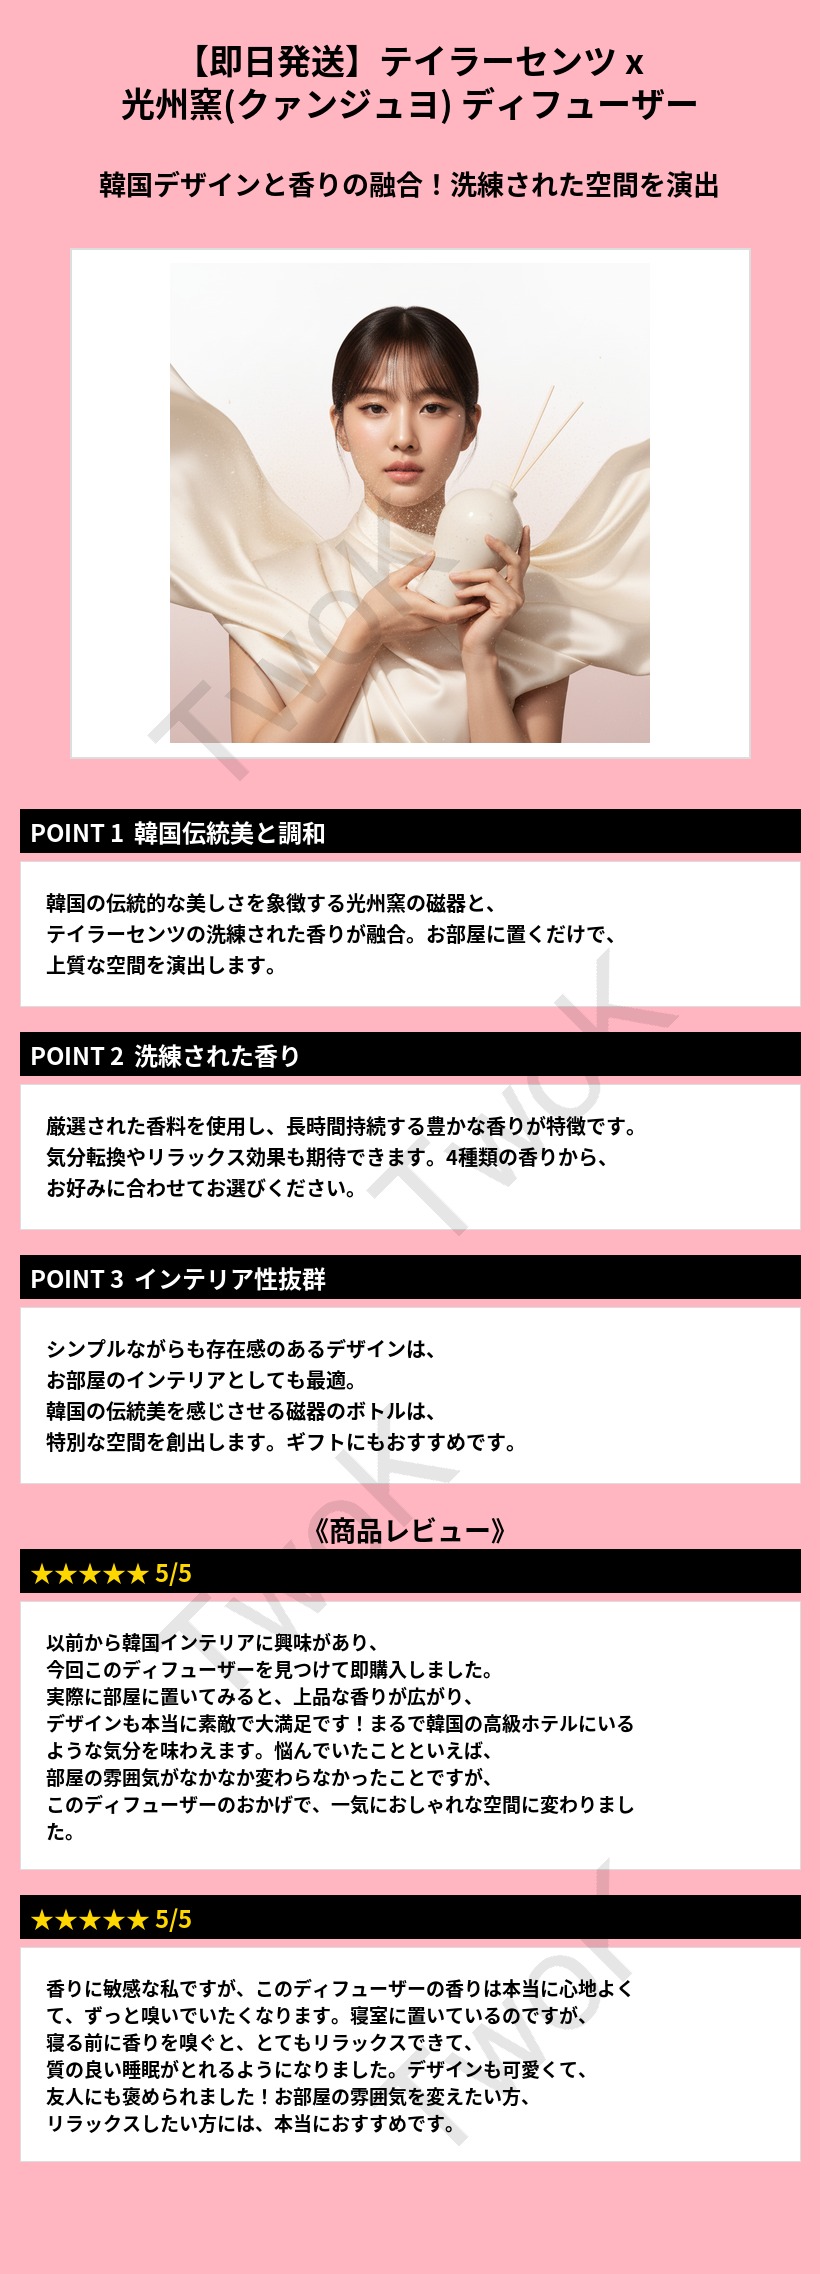 【即日発送】テイラーセンツ x
光州窯(クァンジュヨ) ディフューザー
韓国デザインと香りの融合！洗練された空間を演出
TwoK
POINT 1 韓国伝統美と調和
韓国の伝統的な美しさを象徴する光州窯の磁器と、
テイラーセンツの洗練された香りが融合。お部屋に置くだけで、
上質な空間を演出します。
TwoK
POINT 2 洗練された香り
厳選された香料を使用し、長時間持続する豊かな香りが特徴です。
気分転換やリラックス効果も期待できます。4種類の香りから、
お好みに合わせてお選びください。
POINT 3 インテリア性抜群
シンプルながらも存在感のあるデザインは、
お部屋のインテリアとしても最適。
韓国の伝統美を感じさせる磁器のボトルは、
特別な空間を創出します。ギフトにもおすすめです。
TwoK
《商品レビュー》
★★★★★ 5/5
以前から韓国インテリアに興味があり、
今回このディフューザーを見つけて即購入しました。
実際に部屋に置いてみると、上品な香りが広がり、
デザインも本当に素敵で大満足です！まるで韓国の高級ホテルにいる
ような気分を味わえます。悩んでいたことといえば、
部屋の雰囲気がなかなか変わらなかったことですが、
このディフューザーのおかげで、一気におしゃれな空間に変わりまし
た。
★★★★★ 5/5
TwoK
香りに敏感な私ですが、このディフューザーの香りは本当に心地よく
て、ずっと嗅いでいたくなります。寝室に置いているのですが、
寝る前に香りを嗅ぐと、とてもリラックスできて、
質の良い睡眠がとれるようになりました。デザインも可愛くて、
友人にも褒められました！お部屋の雰囲気を変えたい方、
リラックスしたい方には、本当におすすめです。